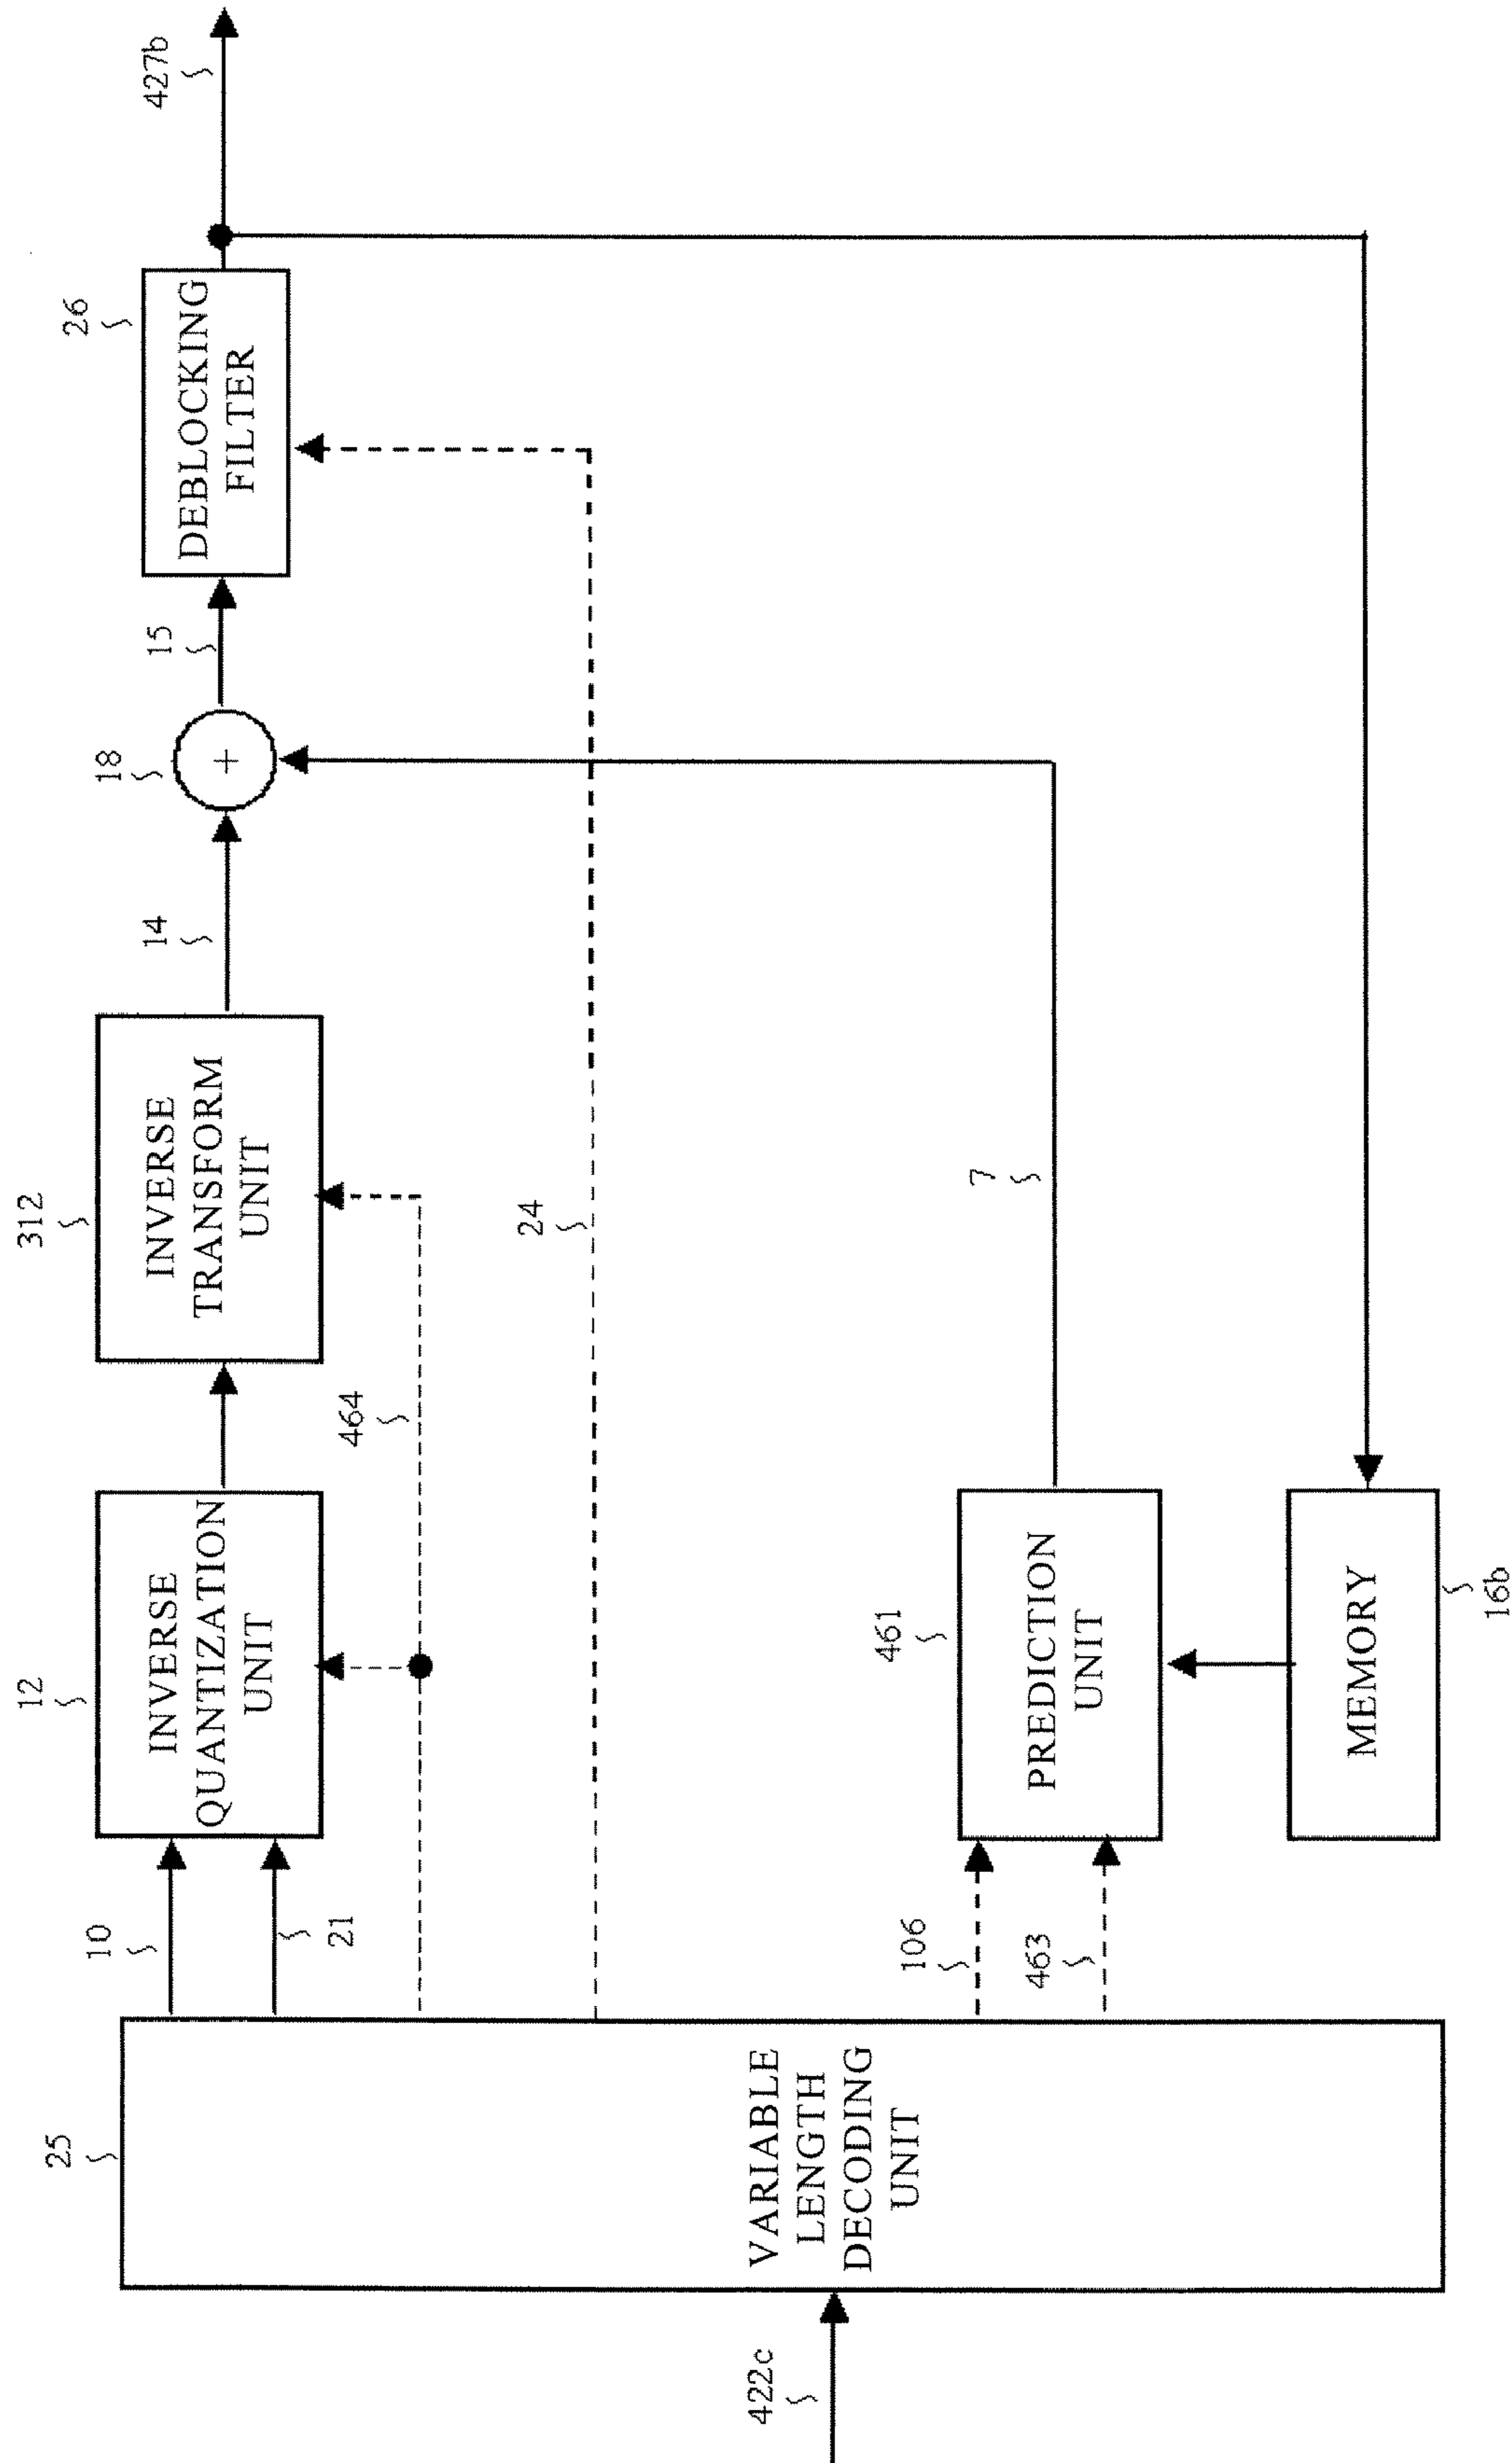 422c
25
VARIABLE
LENGTH
DECODING
UNIT
10
21
106
463
12
INVERSE
QUANTIZATION
UNIT
464
312
INVERSE
TRANSFORM
UNIT
24
461
PREDICTION
UNIT
MEMORY
16b
7
14
18
+
15
26
DEBLOCKING
FILTER
427b